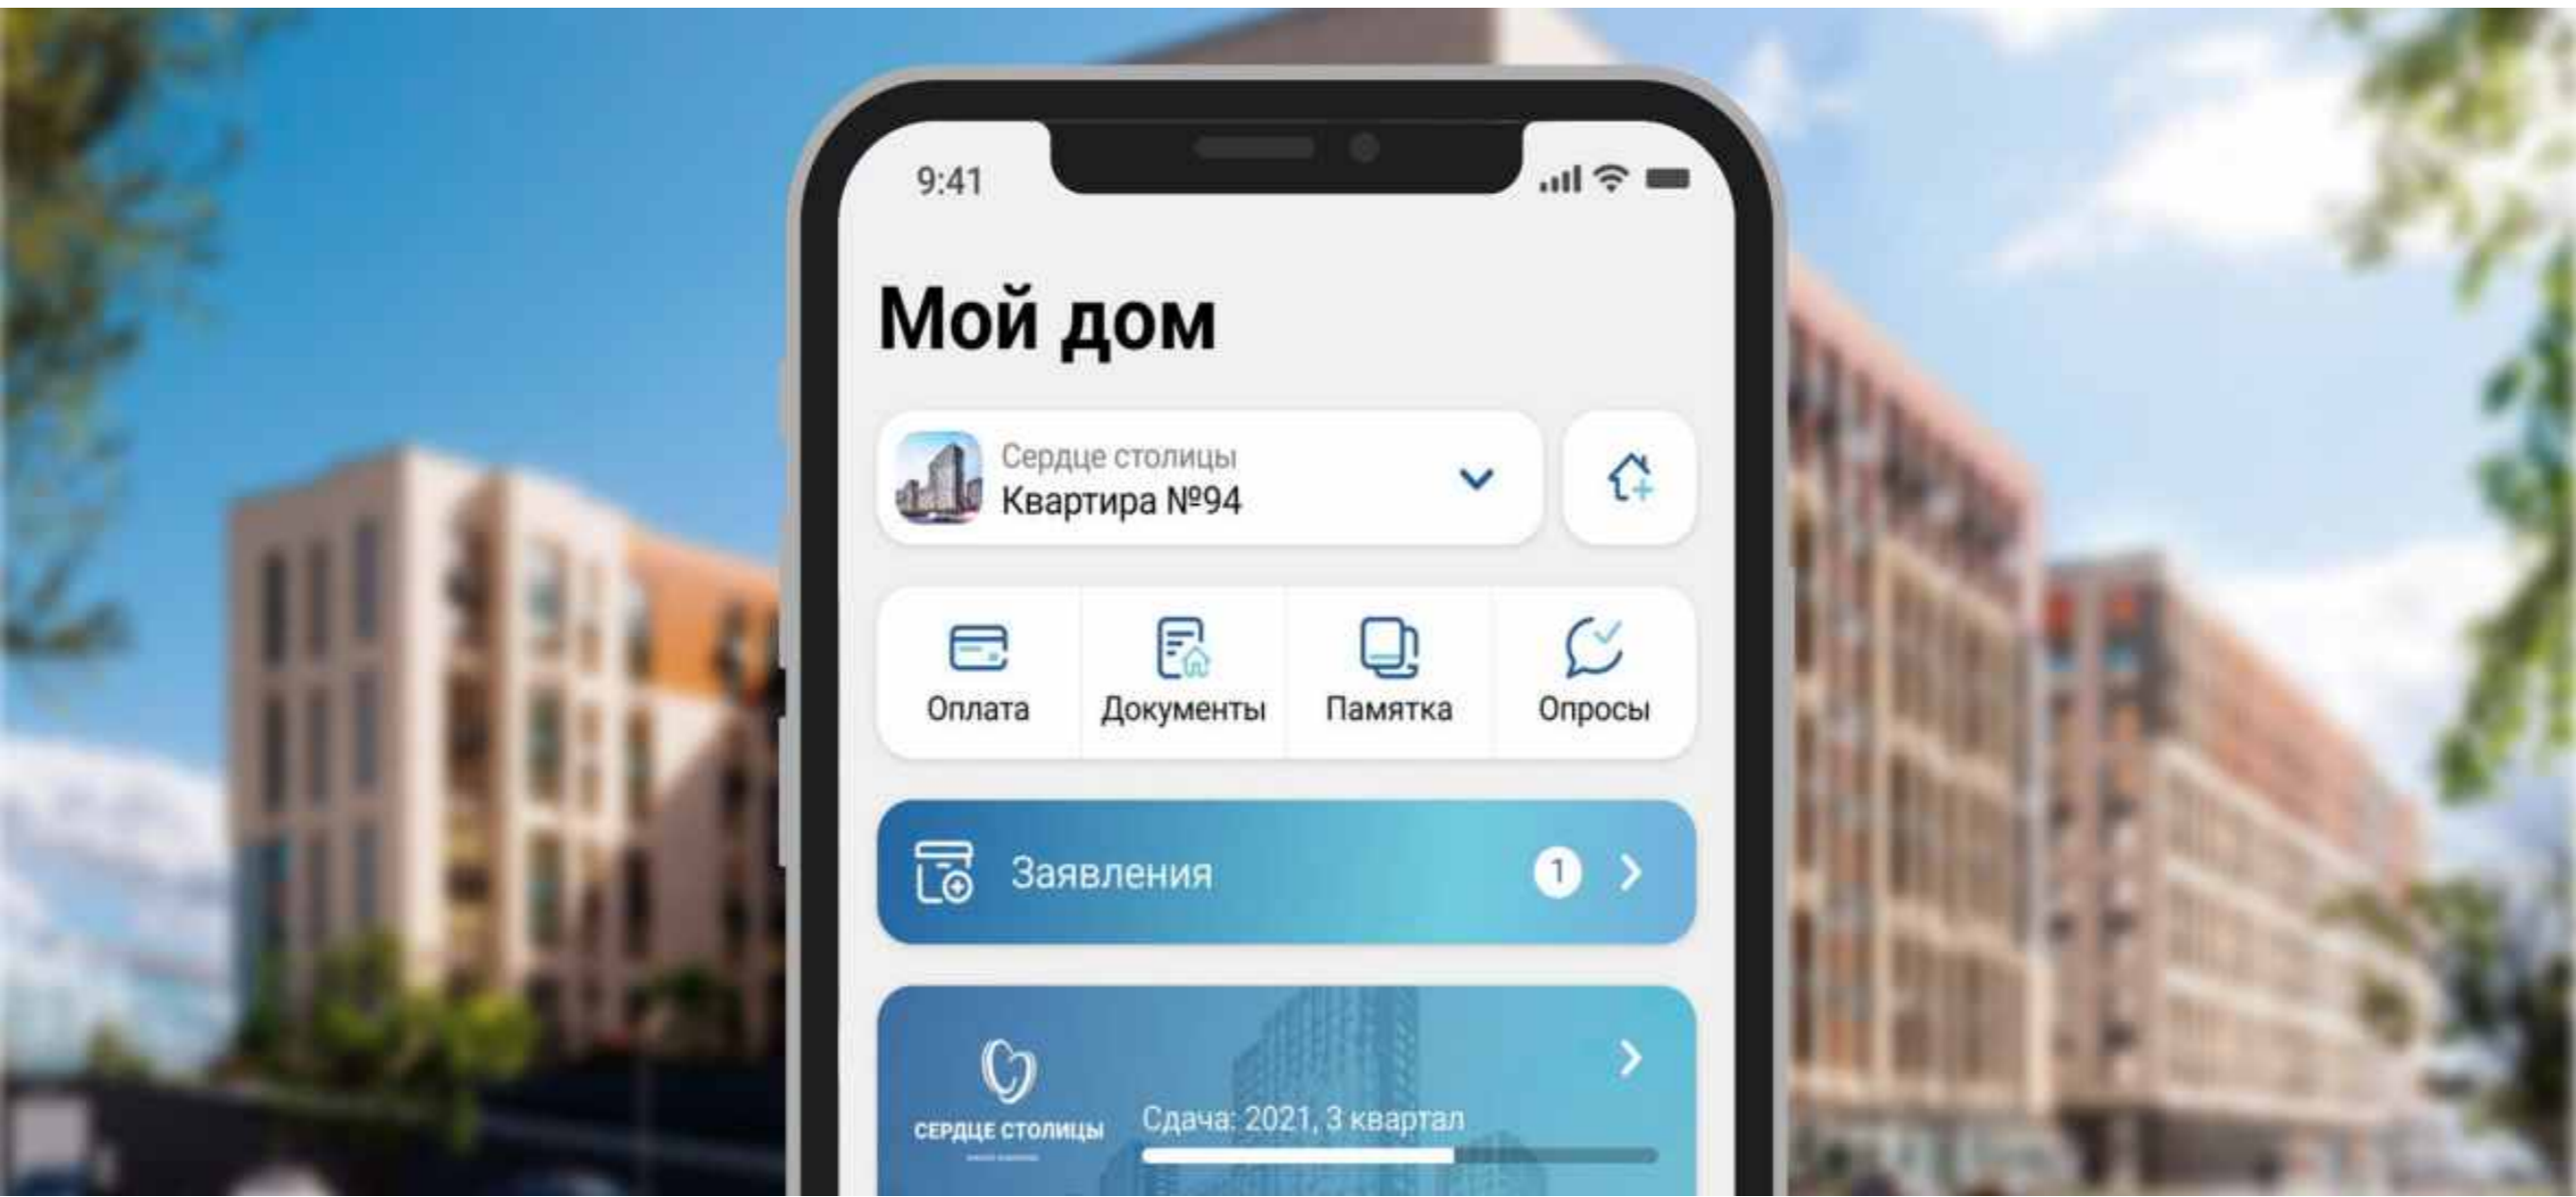 9:41
Мой дом
Сердце столицы
Квартира №94
Оплата
Документы
Памятка
Опросы
Заявления
1
СЕРДЦЕ СТОЛИЦЫ
Сдача: 2021, 3 квартал